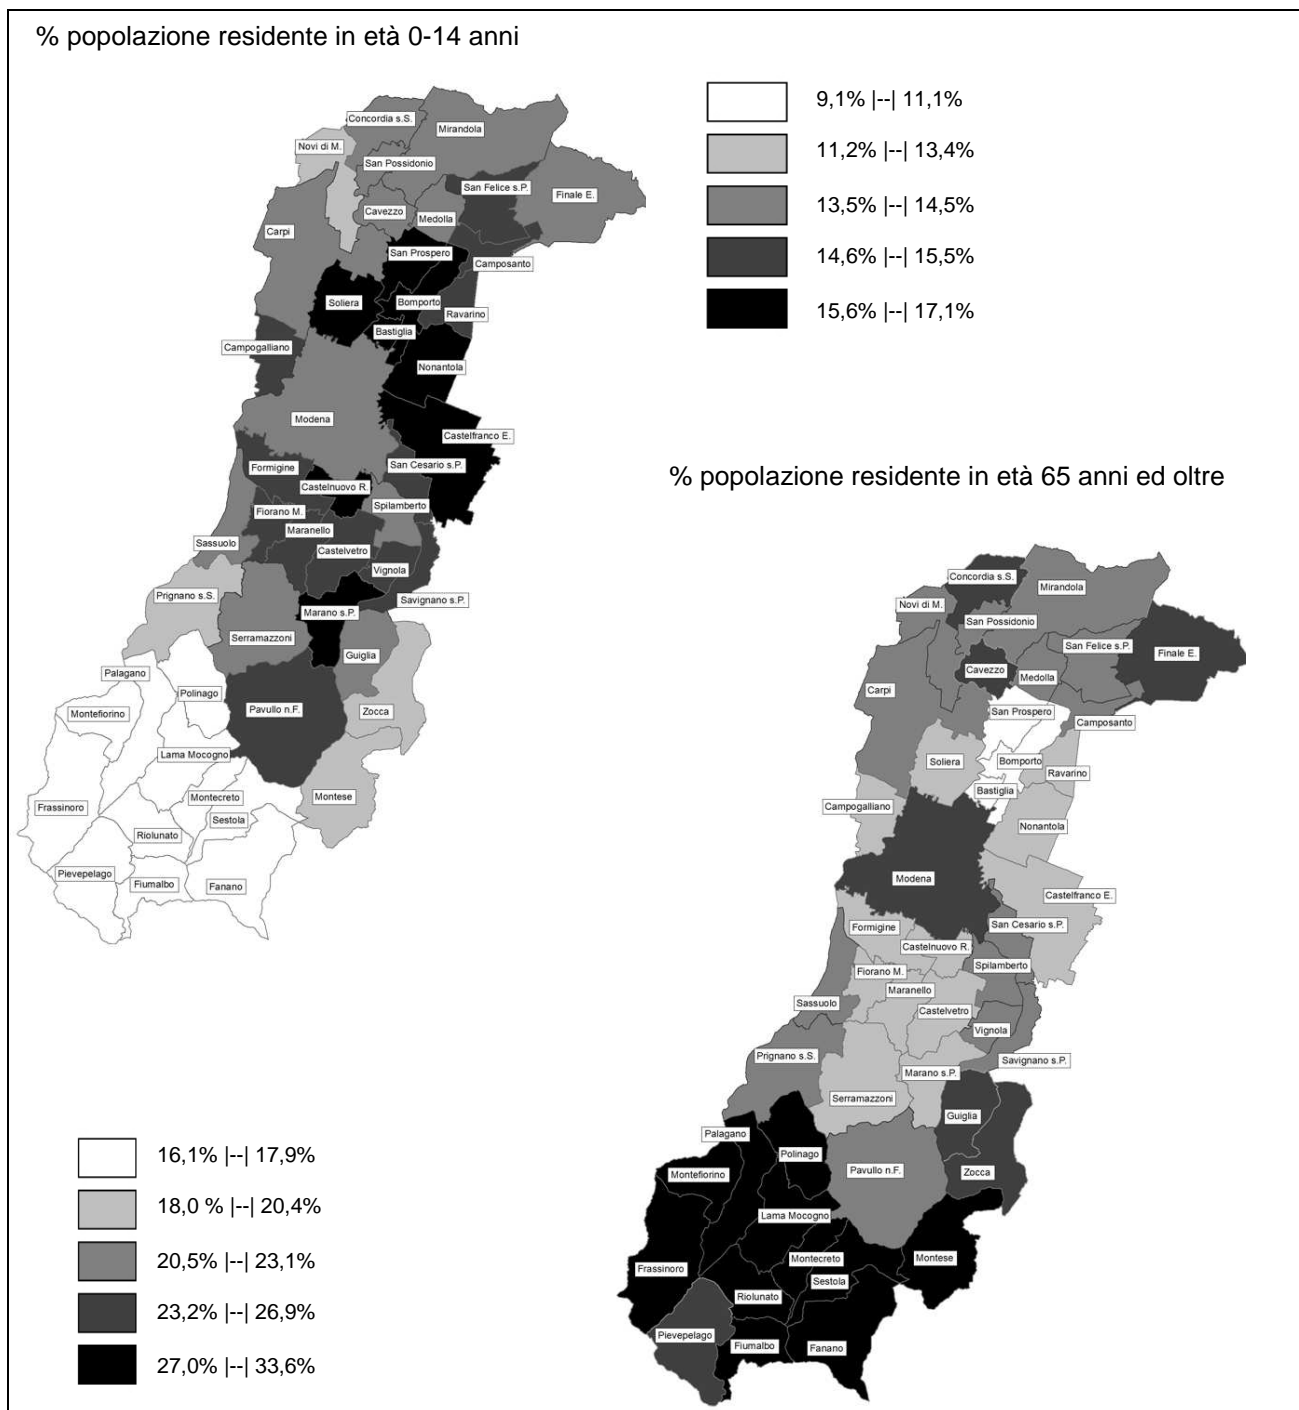 % popolazione residente in età 0-14 anni
9,1% |--| 11,1%
11,2% |--| 13,4%
13,5% |--| 14,5%
14,6% |--| 15,5%
15,6% |--| 17,1%
Concordia s.S.
Mirandola
Novi di M.
San Possidonio
San Felice s.P.
Finale E.
Cavezzo
Medolla
Carpi
San Prospero
Camposanto
Soliera
Bomporto
Ravarino
Bastiglia
Campogalliano
Nonantola
Modena
Castelfranco E.
Formigine
San Cesario s.P.
Castelnuovo R.
Spilamberto
Fiorano M.
Maranello
Sassuolo
Castelvetro
Vignola
Prignano s.S.
Savignano s.P.
Marano s.P.
Serramazzoni
Guiglia
Palagano
Polinago
Pavullo n.F.
Zocca
Montefiorino
Lama Mocogno
Montecreto
Montese
Frassinoro
Sestola
Riolunato
Pievepelago
Fiumalbo
Fanano
% popolazione residente in età 65 anni ed oltre
Concordia s.S.
Mirandola
Novi di M.
San Possidonio
San Felice s.P.
Finale E.
Cavezzo
Medolla
Carpi
San Prospero
Camposanto
Soliera
Bomporto
Ravarino
Bastiglia
Campogalliano
Nonantola
Modena
Castelfranco E.
Formigine
San Cesario s.P.
Castelnuovo R.
Spilamberto
Fiorano M.
Maranello
Sassuolo
Castelvetro
Vignola
Prignano s.S.
Savignano s.P.
Marano s.P.
Serramazzoni
Guiglia
Palagano
Polinago
Pavullo n.F.
Zocca
Montefiorino
Lama Mocogno
Montecreto
Montese
Frassinoro
Sestola
Riolunato
Pievepelago
Fiumalbo
Fanano
16,1% |--| 17,9%
18,0 % |--| 20,4%
20,5% |--| 23,1%
23,2% |--| 26,9%
27,0% |--| 33,6%